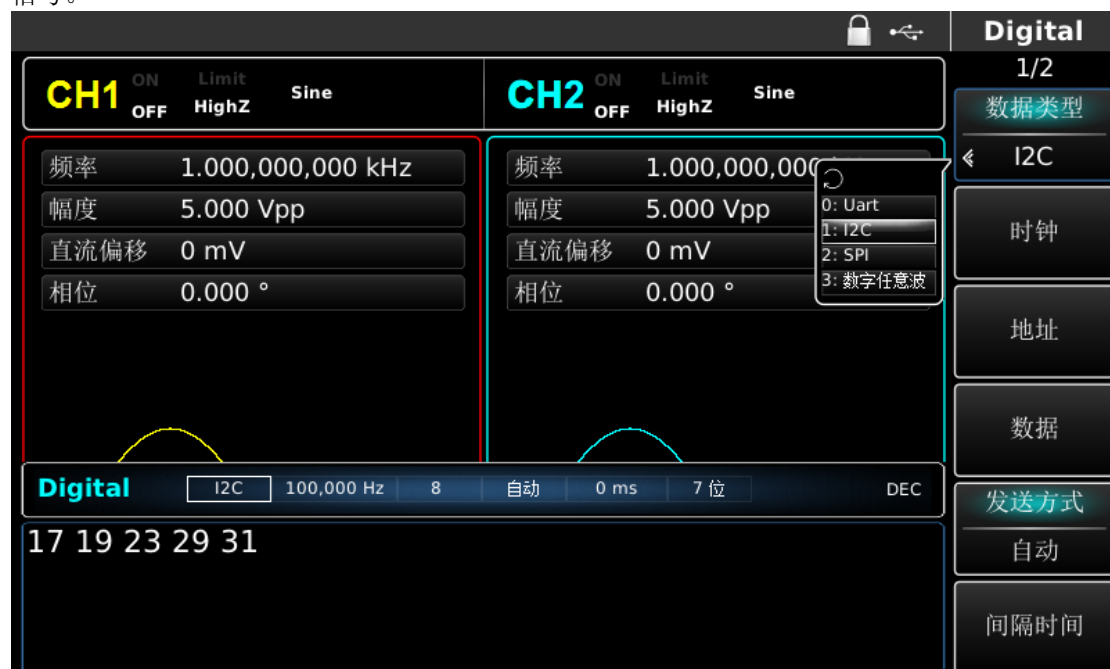 Digital
1/2
CH1 ON OFF Limit HighZ Sine
CH2 ON OFF Limit HighZ Sine
频率 1.000,000,000 kHz
幅度 5.000 Vpp
直流偏移 0 mV
相位 0.000 °
频率 1.000,000,00
幅度 5.000 Vpp
直流偏移 0 mV
相位 0.000 °
0: Uart
1: I2C
2: SPI
3: 数字任意波
数据类型
I2C
时钟
地址
数据
发送方式
自动
间隔时间
Digital I2C 100,000 Hz 8 自动 0 ms 7 位 DEC
17 19 23 29 31